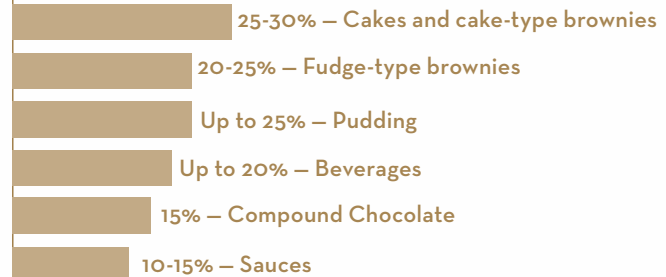 25-30% — Cakes and cake-type brownies
20-25% — Fudge-type brownies
Up to 25% — Pudding
Up to 20% — Beverages
15% — Compound Chocolate
10-15% — Sauces